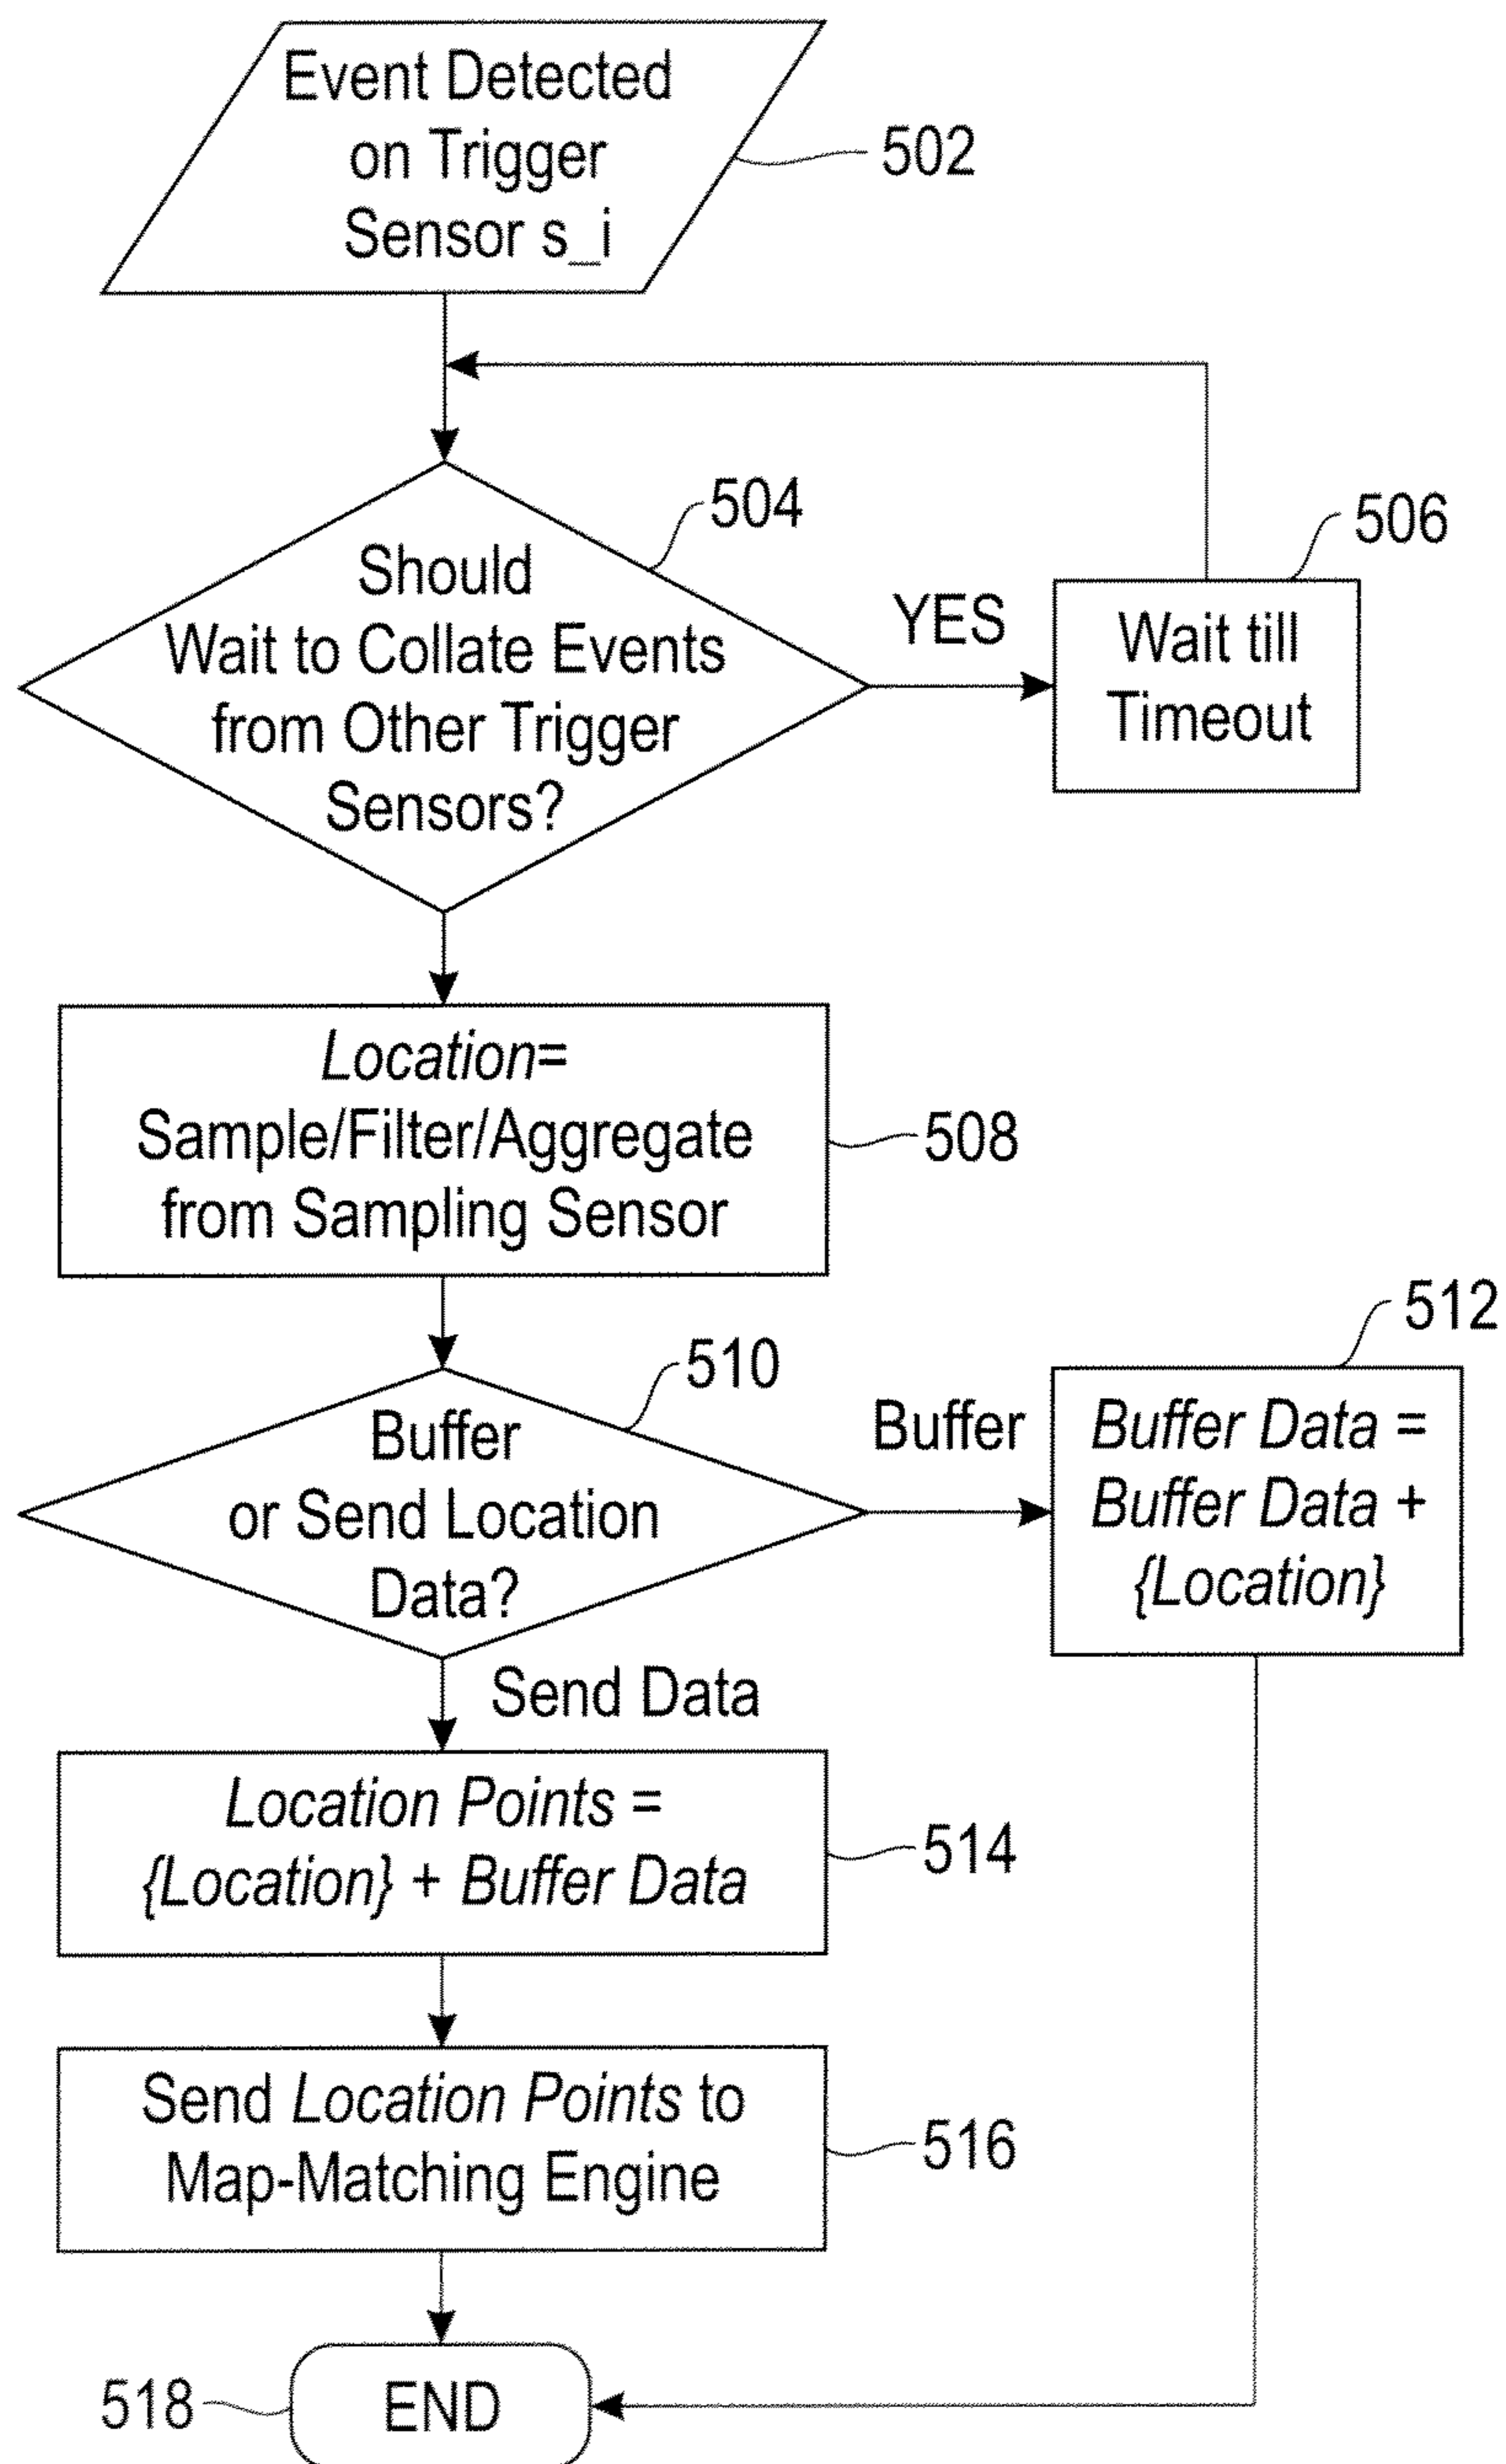 Event Detected
on Trigger
Sensor s_i
502
504
Should
Wait to Collate Events
from Other Trigger
Sensors?
YES
506
Wait till
Timeout
Location=
Sample/Filter/Aggregate
from Sampling Sensor
508
510
Buffer
or Send Location
Data?
Buffer
512
Buffer Data =
Buffer Data +
{Location}
Send Data
Location Points =
{Location} + Buffer Data
514
Send Location Points to
Map-Matching Engine
516
518
END